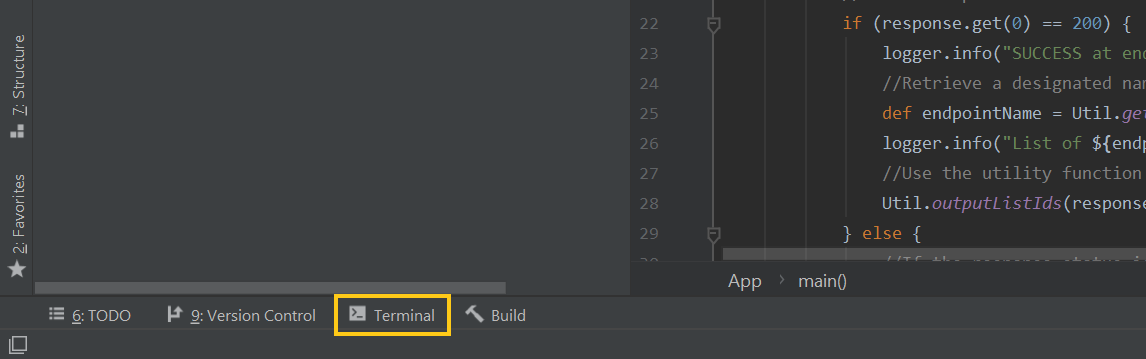 7: Structure
2: Favorites
22 if (response.get(0) == 200) {
23 logger.info("SUCCESS at end
24 //Retrieve a designated nam
25 def endpointName = Util.get
26 logger.info("List of ${endp
27 //Use the utility function
28 Util.outputListIds(response
29 } else {
App > main()
6: TODO 9: Version Control Terminal Build